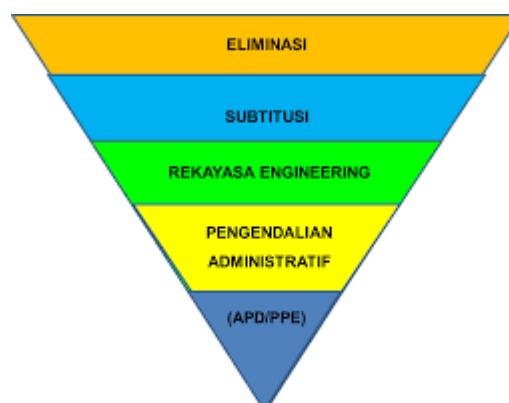 ELIMINASI
SUBTITUSI
REKAYASA ENGINEERING
PENGENDALIAN
ADMINISTRATIF
(APD/PPE)